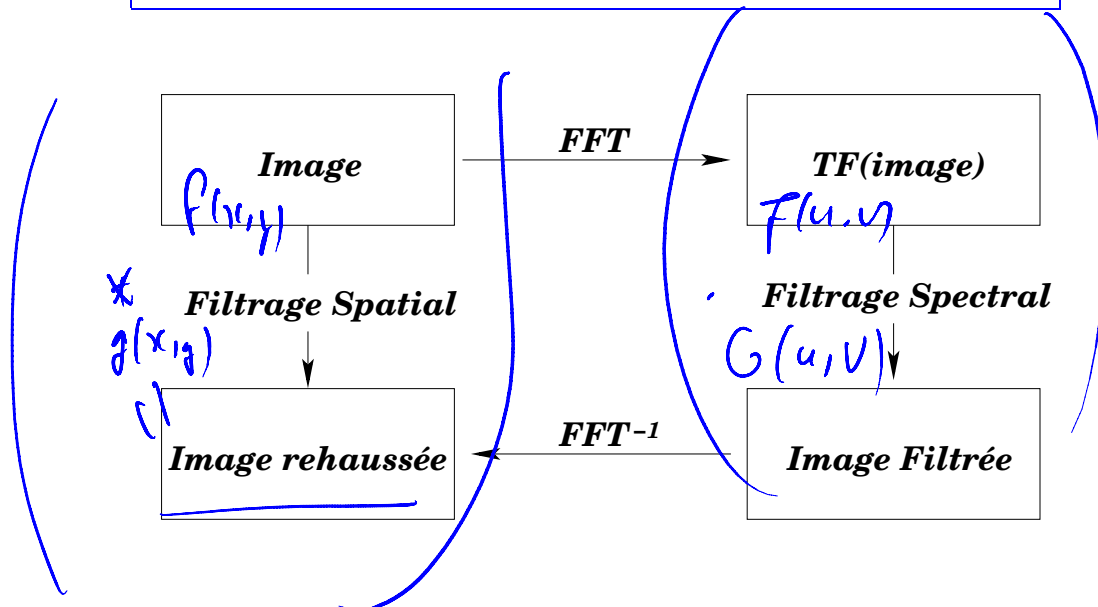 FFT
Image
TF(image)
f(x,y)
F(u,v)
*
Filtrage Spatial
.
Filtrage Spectral
g(x,y)
G(u,v)
FFT⁻¹
Image rehaussée
Image Filtrée